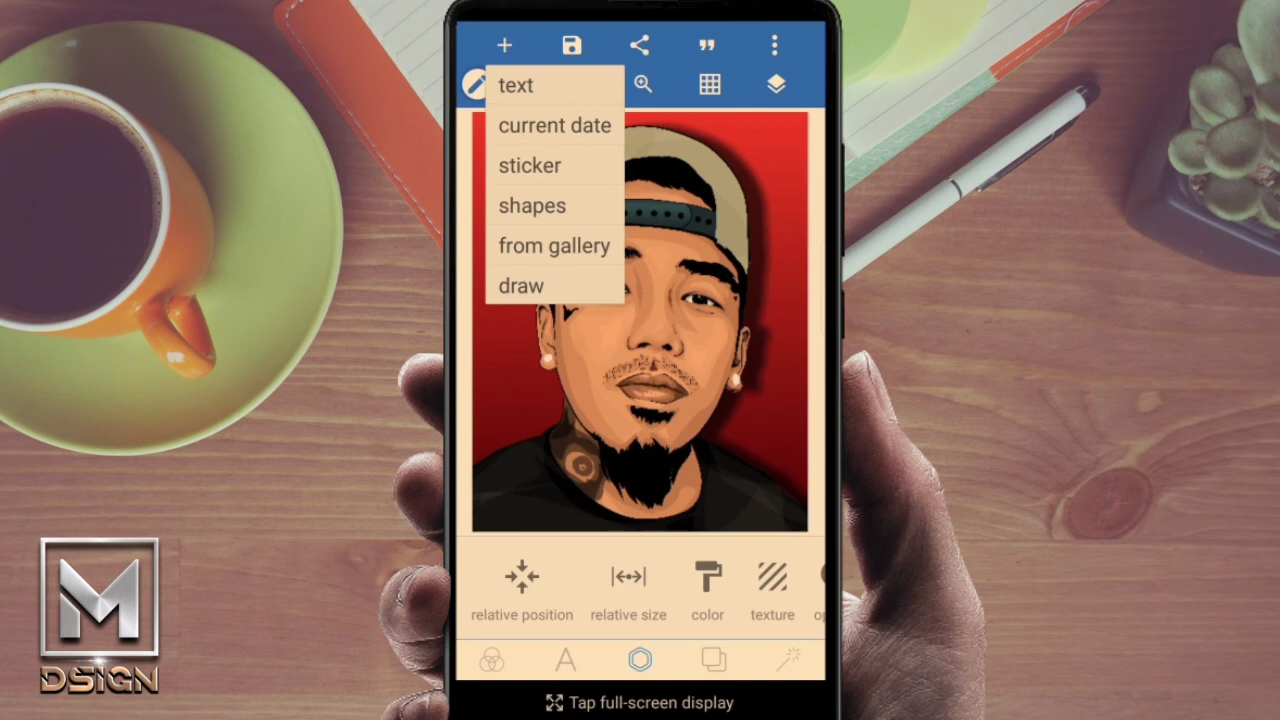 text
current date
sticker
shapes
from gallery
draw
relative position
relative size
color
texture
Tap full-screen display
M
DSIGN